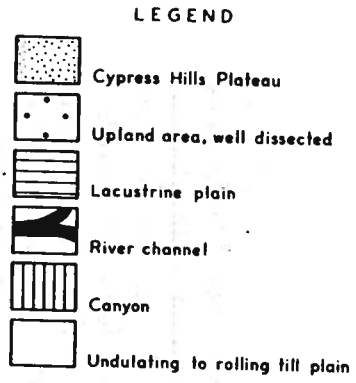 LEGEND
Cypress Hills Plateau
Upland area, well dissected
Lacustrine plain
River channel
Canyon
Undulating to rolling till plain